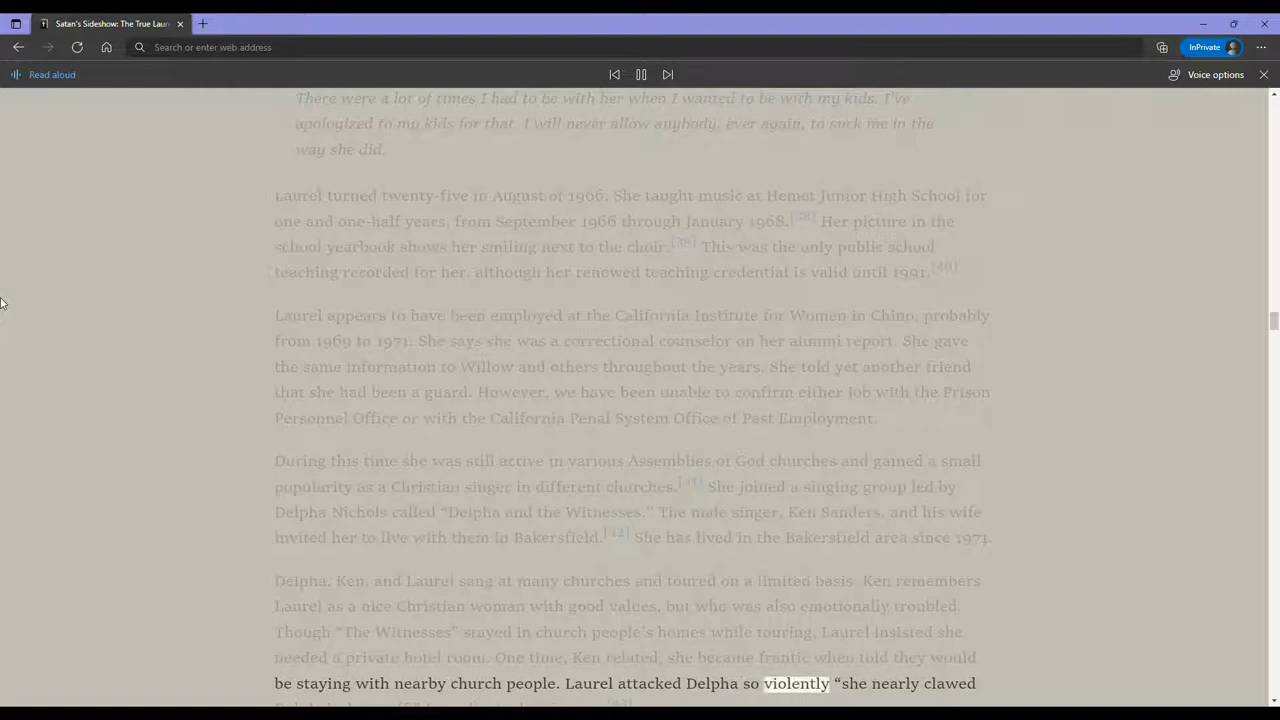 Satan's Sideshow: The True Laur
Search or enter web address
InPrivate
Read aloud
Voice options
There were a lot of times I had to be with her when I wanted to be with my kids. I've
apologized to my kids for that. I will never allow anybody, ever again, to suck me in the
way she did.
Laurel turned twenty-five in August of 1966. She taught music at Hemet Junior High School for
one and one-half years, from September 1966 through January 1968.[38] Her picture in the
school yearbook shows her smiling next to the choir.[39] This was the only public school
teaching recorded for her, although her renewed teaching credential is valid until 1991.[40]
Laurel appears to have been employed at the California Institute for Women in Chino, probably
from 1969 to 1971. She says she was a correctional counselor on her alumni report. She gave
the same information to Willow and others throughout the years. She told yet another friend
that she had been a guard. However, we have been unable to confirm either job with the Prison
Personnel Office or with the California Penal System Office of Past Employment.
During this time she was still active in various Assemblies of God churches and gained a small
popularity as a Christian singer in different churches.[41] She joined a singing group led by
Delpha Nichols called “Delpha and the Witnesses.” The male singer, Ken Sanders, and his wife
invited her to live with them in Bakersfield.[42] She has lived in the Bakersfield area since 1971.
Delpha, Ken, and Laurel sang at many churches and toured on a limited basis. Ken remembers
Laurel as a nice Christian woman with good values, but who was also emotionally troubled.
Though “The Witnesses” stayed in church people's homes while touring, Laurel insisted she
needed a private hotel room. One time, Ken related, she became frantic when told they would
be staying with nearby church people. Laurel attacked Delpha so violently “she nearly clawed